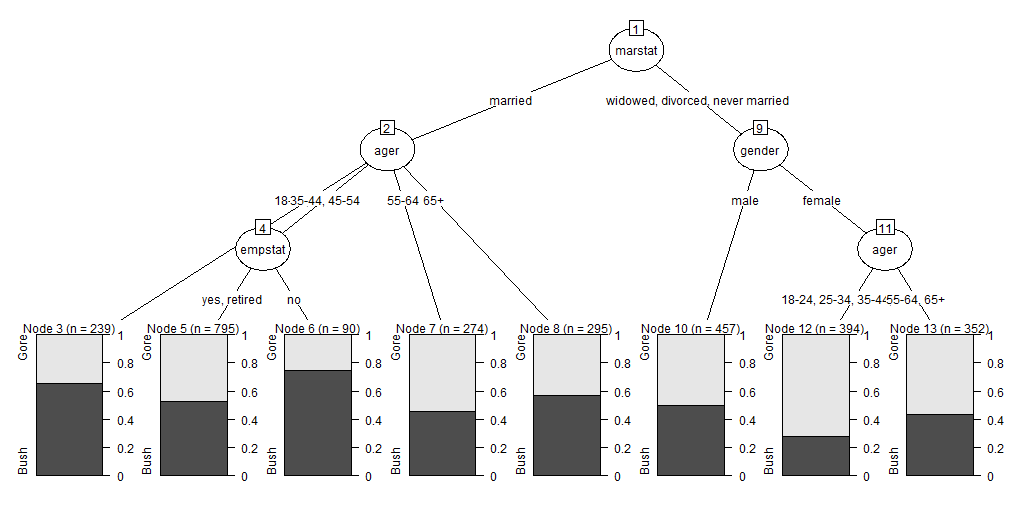 1
marstat
married
widowed, divorced, never married
2
ager
9
gender
18-35-44, 45-54
55-64
65+
male
female
4
empstat
11
ager
yes, retired
no
18-24, 25-34, 35-44
55-64, 65+
Node 3 (n = 239)
Node 5 (n = 795)
Node 6 (n = 90)
Node 7 (n = 274)
Node 8 (n = 295)
Node 10 (n = 457)
Node 12 (n = 394)
Node 13 (n = 352)
Gore
Bush
1
0.8
0.6
0.4
0.2
0
Gore
Bush
1
0.8
0.6
0.4
0.2
0
Gore
Bush
1
0.8
0.6
0.4
0.2
0
Gore
Bush
1
0.8
0.6
0.4
0.2
0
Gore
Bush
1
0.8
0.6
0.4
0.2
0
Gore
Bush
1
0.8
0.6
0.4
0.2
0
Gore
Bush
1
0.8
0.6
0.4
0.2
0
Gore
Bush
1
0.8
0.6
0.4
0.2
0